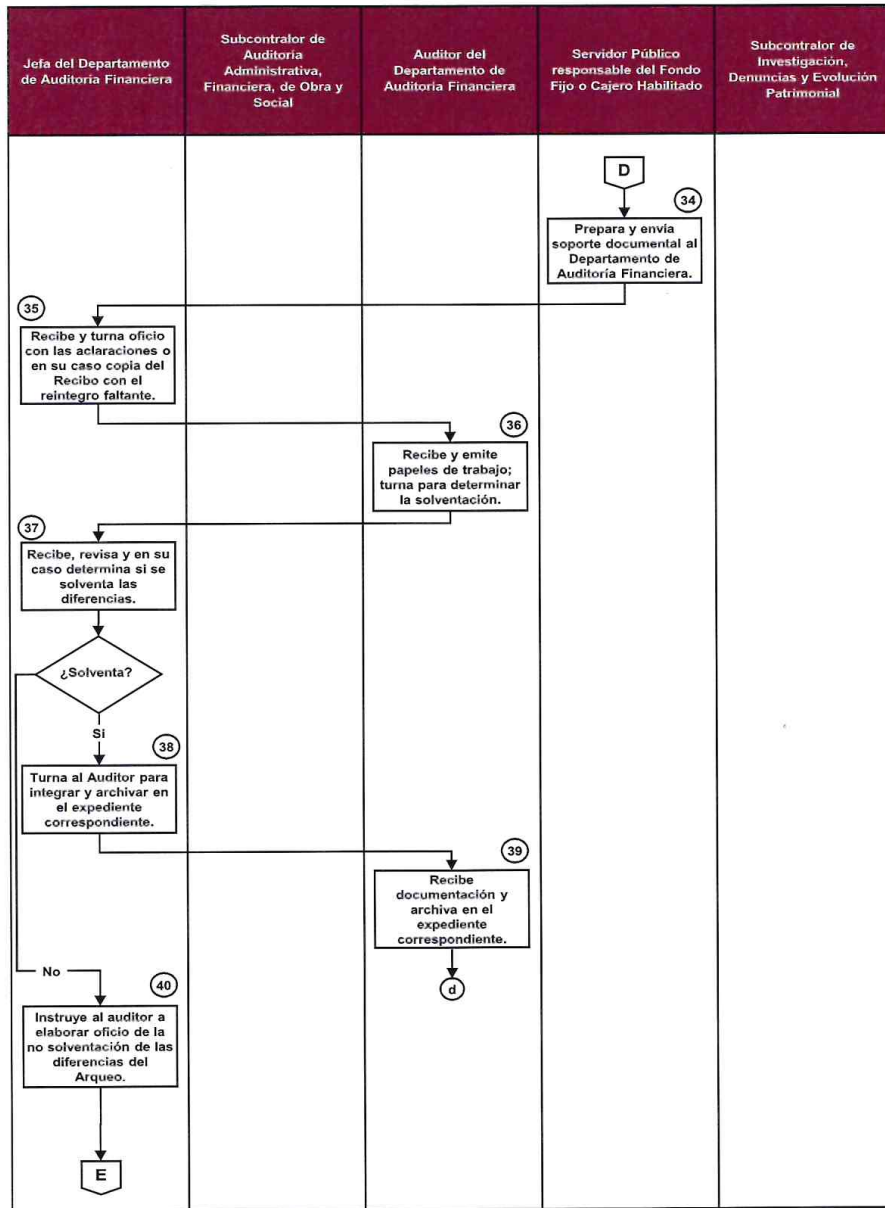 Jefa del Departamento
de Auditoría Financiera
Subcontralor de
Auditoría
Administrativa,
Financiera, de Obra y
Social
Auditor del
Departamento de
Auditoría Financiera
Servidor Público
responsable del Fondo
Fijo o Cajero Habilitado
Subcontralor de
Investigación,
Denuncias y Evolución
Patrimonial
D
34
Prepara y envía
soporte documental al
Departamento de
Auditoría Financiera.
35
Recibe y turna oficio
con las aclaraciones o
en su caso copia del
Recibo con el
reintegro faltante.
36
Recibe y emite
papeles de trabajo;
turna para determinar
la solventación.
37
Recibe, revisa y en su
caso determina si se
solventa las
diferencias.
¿Solventa?
Si
38
Turna al Auditor para
integrar y archivar en
el expediente
correspondiente.
39
Recibe
documentación y
archiva en el
expediente
correspondiente.
d
No
40
Instruye al auditor a
elaborar oficio de la
no solventación de las
diferencias del
Arqueo.
E